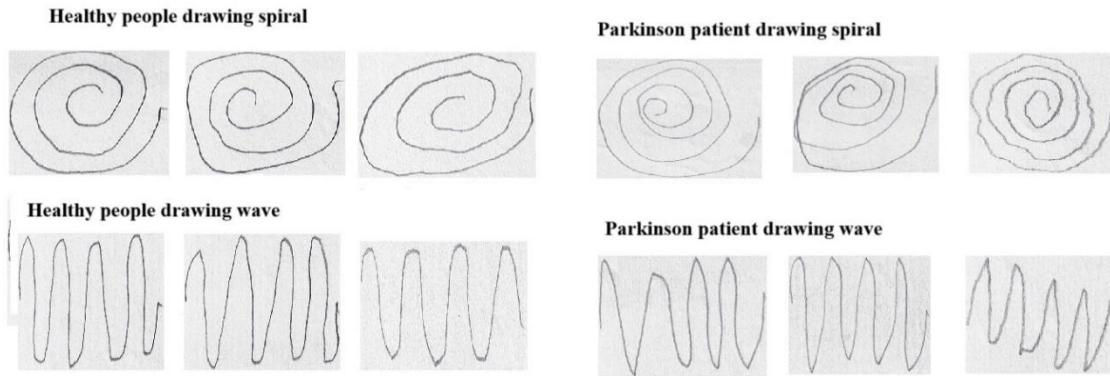 Healthy people drawing spiral
Parkinson patient drawing spiral
Healthy people drawing wave
Parkinson patient drawing wave